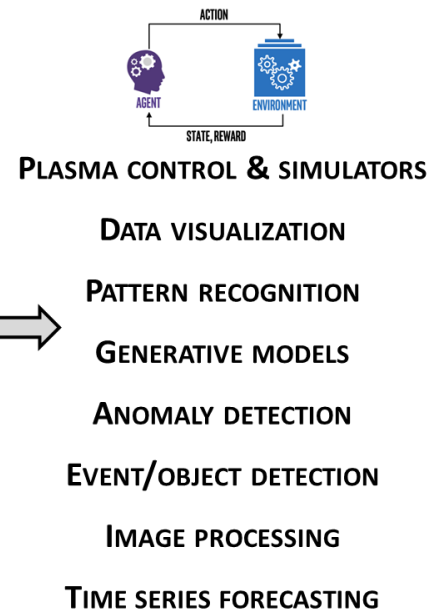 ACTION
AGENT
ENVIRONMENT
STATE, REWARD
PLASMA CONTROL & SIMULATORS
DATA VISUALIZATION
PATTERN RECOGNITION
GENERATIVE MODELS
ANOMALY DETECTION
EVENT/OBJECT DETECTION
IMAGE PROCESSING
TIME SERIES FORECASTING